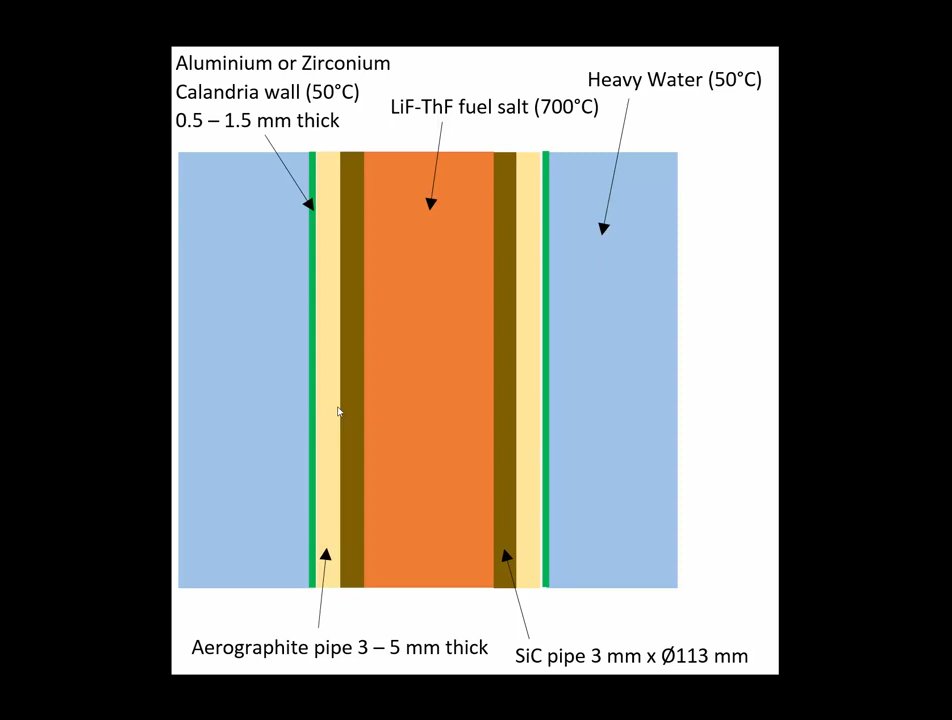 Aluminium or Zirconium
Calandria wall (50°C)
0.5 – 1.5 mm thick
LiF-ThF fuel salt (700°C)
Heavy Water (50°C)
Aerographite pipe 3 – 5 mm thick
SiC pipe 3 mm x Ø113 mm